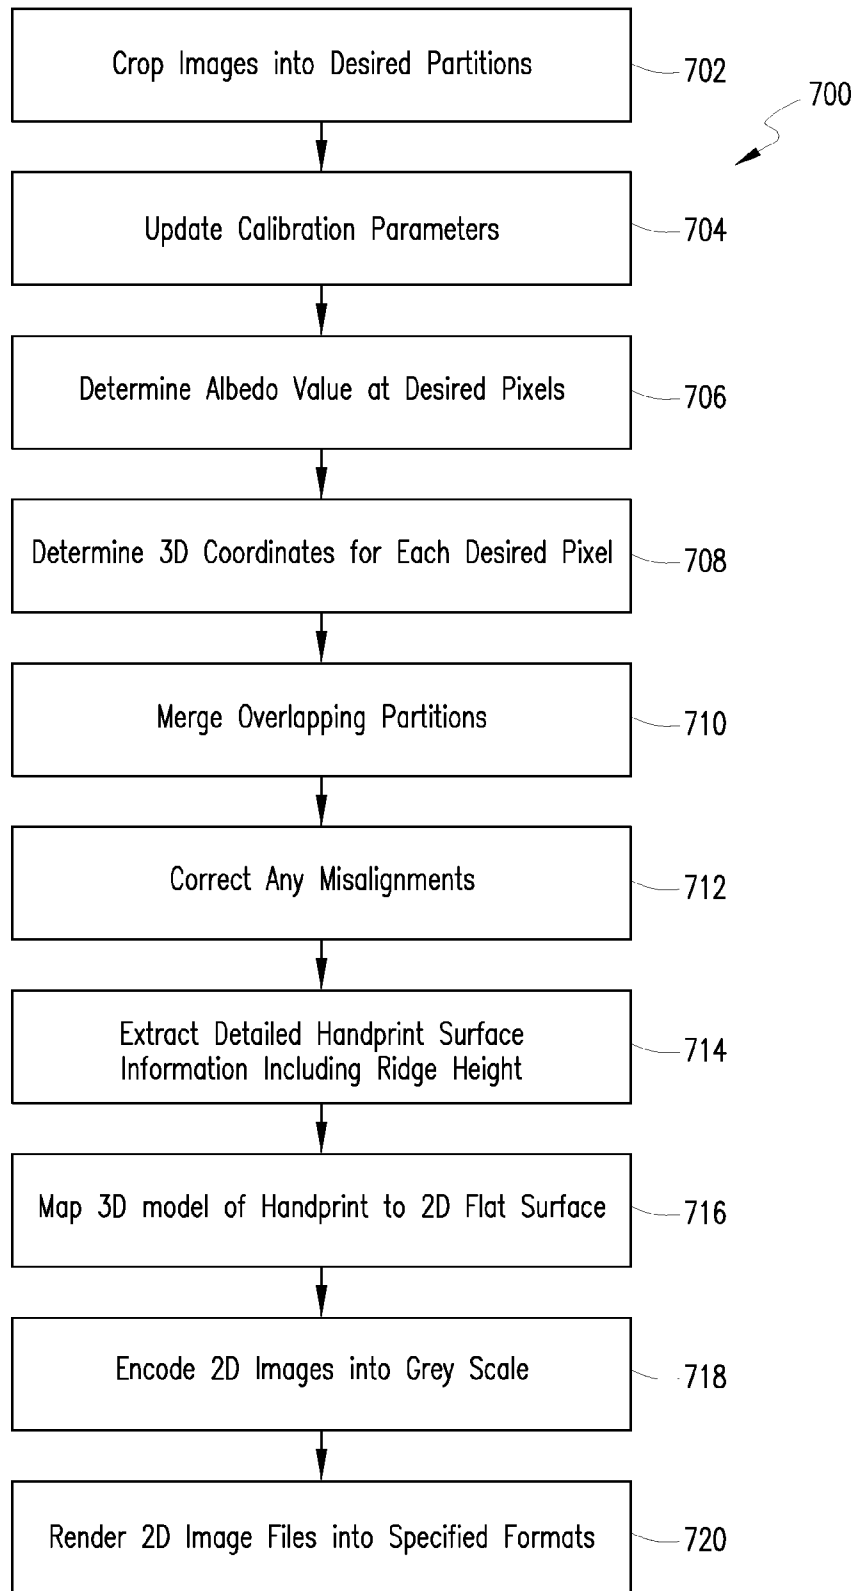 Crop Images into Desired Partitions
702
700
Update Calibration Parameters
704
Determine Albedo Value at Desired Pixels
706
Determine 3D Coordinates for Each Desired Pixel
708
Merge Overlapping Partitions
710
Correct Any Misalignments
712
Extract Detailed Handprint Surface
Information Including Ridge Height
714
Map 3D model of Handprint to 2D Flat Surface
716
Encode 2D Images into Grey Scale
718
Render 2D Image Files into Specified Formats
720